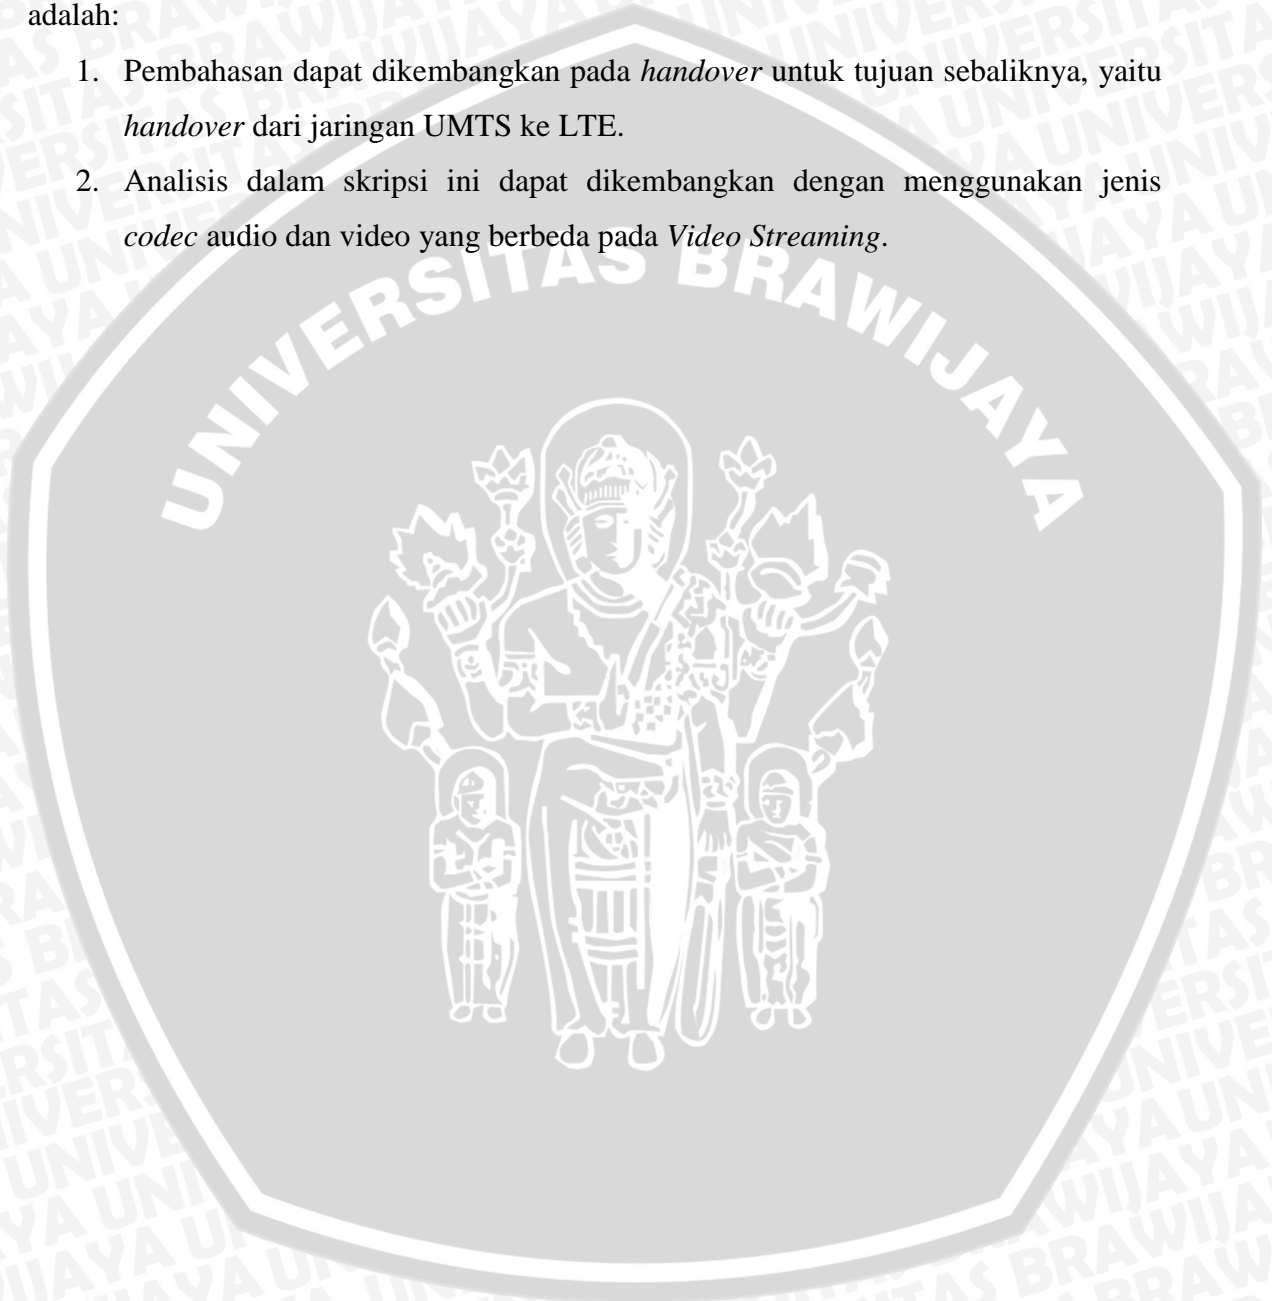 adalah:
1. Pembahasan dapat dikembangkan pada handover untuk tujuan sebaliknya, yaitu
handover dari jaringan UMTS ke LTE.
2. Analisis dalam skripsi ini dapat dikembangkan dengan menggunakan jenis
codec audio dan video yang berbeda pada Video Streaming.
UNIVERSITAS BRAWIJAYA